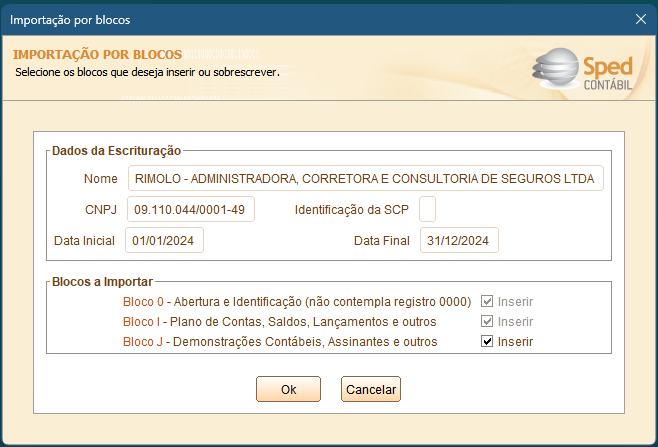 Importação por blocos
IMPORTAÇÃO POR BLOCOS
Selecione os blocos que deseja inserir ou sobrescrever.
Sped
CONTÁBIL
Dados da Escrituração
Nome RIMOLO - ADMINISTRADORA, CORRETORA E CONSULTORIA DE SEGUROS LTDA
CNPJ 09.110.044/0001-49 Identificação da SCP
Data Inicial 01/01/2024 Data Final 31/12/2024
Blocos a Importar
Bloco 0 - Abertura e Identificação (não contempla registro 0000) Inserir
Bloco I - Plano de Contas, Saldos, Lançamentos e outros Inserir
Bloco J - Demonstrações Contábeis, Assinantes e outros Inserir
Ok Cancelar